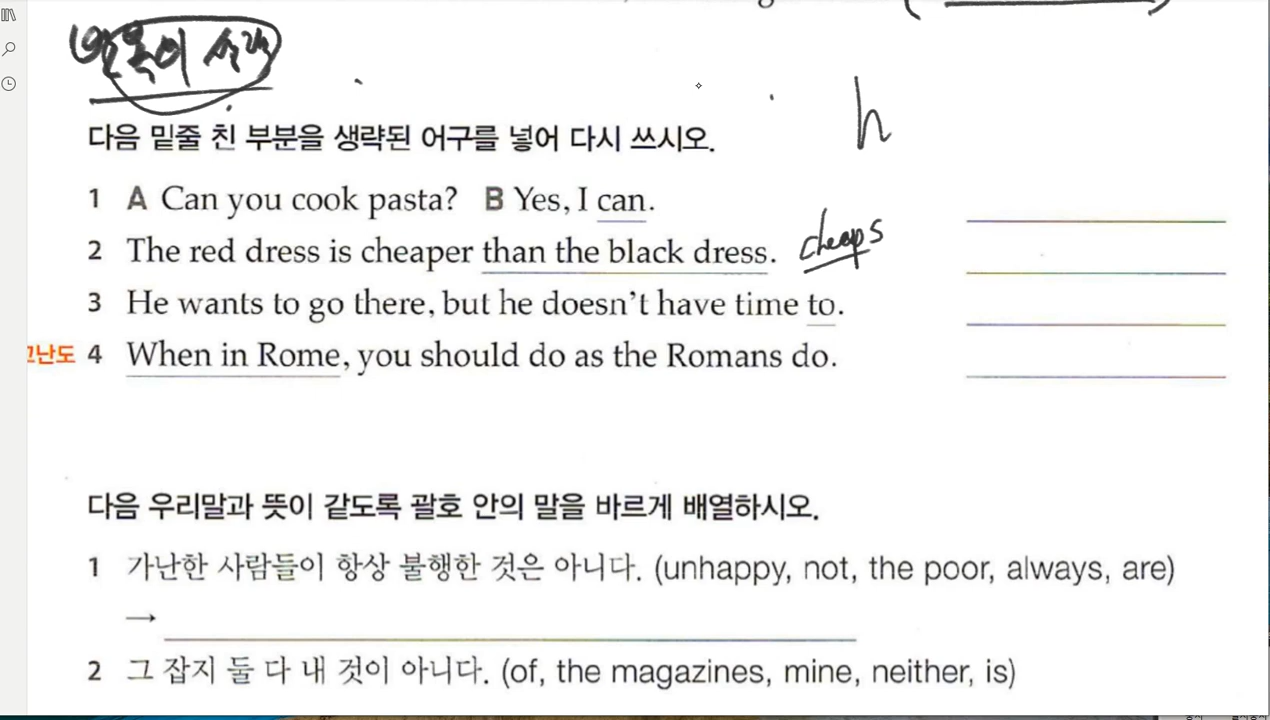 다음 밑줄 친 부분을 생략된 어구를 넣어 다시 쓰시오.
h
1 A Can you cook pasta? B Yes, I can.
2 The red dress is cheaper than the black dress. cheaps
3 He wants to go there, but he doesn't have time to.
고난도 4 When in Rome, you should do as the Romans do.
다음 우리말과 뜻이 같도록 괄호 안의 말을 바르게 배열하시오.
1 가난한 사람들이 항상 불행한 것은 아니다. (unhappy, not, the poor, always, are)
→
2 그 잡지 둘 다 내 것이 아니다. (of, the magazines, mine, neither, is)